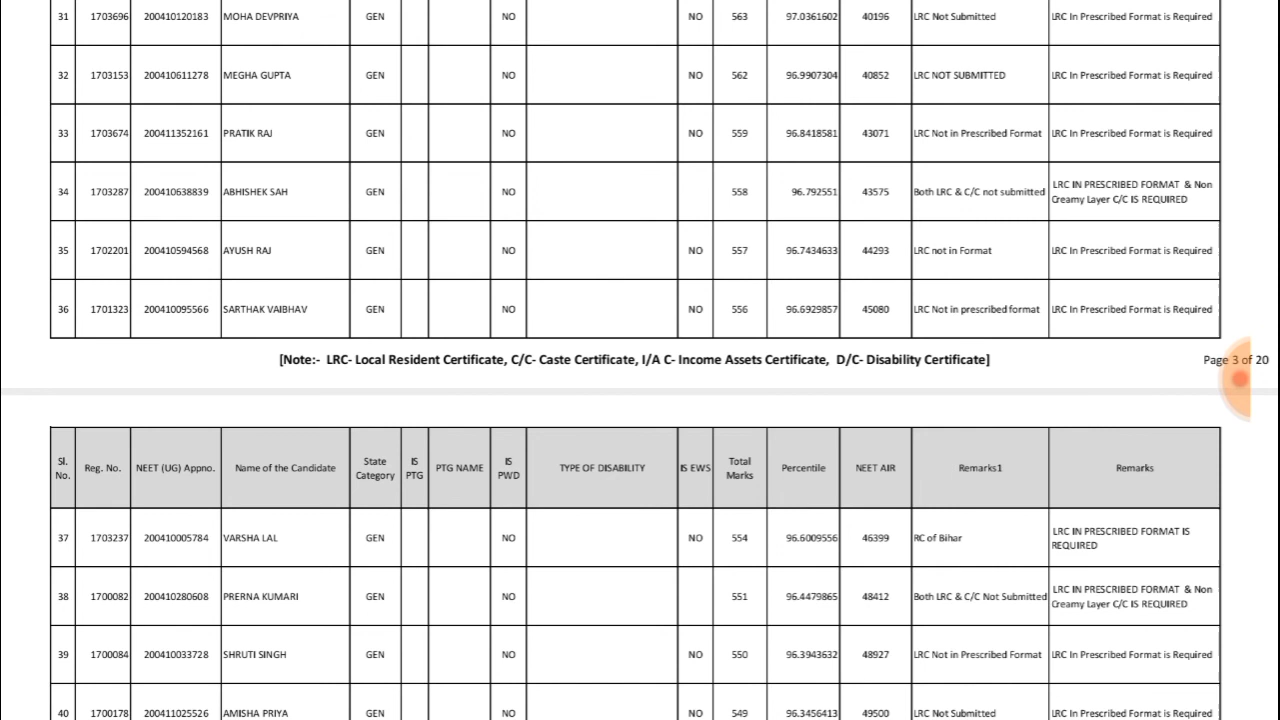 31 1703696 200410120183 MOHA DEVPRIYA GEN NO NO 563 97.0361602 40196 LRC Not Submitted LRC In Prescribed Format is Required
32 1703153 200410611278 MEGHA GUPTA GEN NO NO 562 96.9907304 40852 LRC NOT SUBMITTED LRC In Prescribed Format is Required
33 1703674 200411352161 PRATIK RAJ GEN NO NO 559 96.8418581 43071 LRC Not in Prescribed Format LRC In Prescribed Format is Required
34 1703287 200410638839 ABHISHEK SAH GEN NO 558 96.792551 43575 Both LRC & C/C not submitted LRC IN PRESCRIBED FORMAT & Non
Creamy Layer C/C IS REQUIRED
35 1702201 200410594568 AYUSH RAJ GEN NO NO 557 96.7434633 44293 LRC not in Format LRC In Prescribed Format is Required
36 1701323 200410095566 SARTHAK VAIBHAV GEN NO NO 556 96.6929857 45080 LRC Not in prescribed format LRC In Prescribed Format is Required
[Note:- LRC- Local Resident Certificate, C/C- Caste Certificate, I/A C- Income Assets Certificate, D/C- Disability Certificate]
Page 3 of 20
Sl. No. Reg. No. NEET (UG) Appno. Name of the Candidate State Category IS PTG PTG NAME IS PWD TYPE OF DISABILITY IS EWS Total Marks Percentile NEET AIR Remarks1 Remarks
37 1703237 200410005784 VARSHA LAL GEN NO NO 554 96.6009556 46399 RC of Bihar LRC IN PRESCRIBED FORMAT IS
REQUIRED
38 1700082 200410280608 PRERNA KUMARI GEN NO 551 96.4479865 48412 Both LRC & C/C Not Submitted LRC IN PRESCRIBED FORMAT & Non
Creamy Layer C/C IS REQUIRED
39 1700084 200410033728 SHRUTI SINGH GEN NO NO 550 96.3943632 48927 LRC Not in Prescribed Format LRC In Prescribed Format is Required
40 1700178 200411025526 AMISHA PRIYA GEN NO NO 549 96.3456413 49500 LRC Not Submitted LRC In Prescribed Format is Required